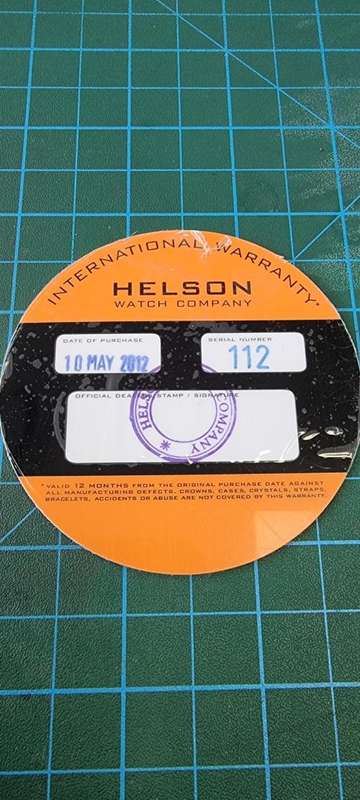 INTERNATIONAL WARRANTY*
HELSON
WATCH COMPANY
DATE OF PURCHASE
10 MAY 2012
SERIAL NUMBER
112
OFFICIAL DEALER STAMP / SIGNATURE
COMPANY
*VALID 12 MONTHS FROM THE ORIGINAL PURCHASE DATE AGAINST
ALL MANUFACTURING DEFECTS, CROWNS, CASES, CRYSTALS, STRAPS,
BRACELETS, ACCIDENTS OR ABUSE ARE NOT COVERED BY THIS WARRANTY.